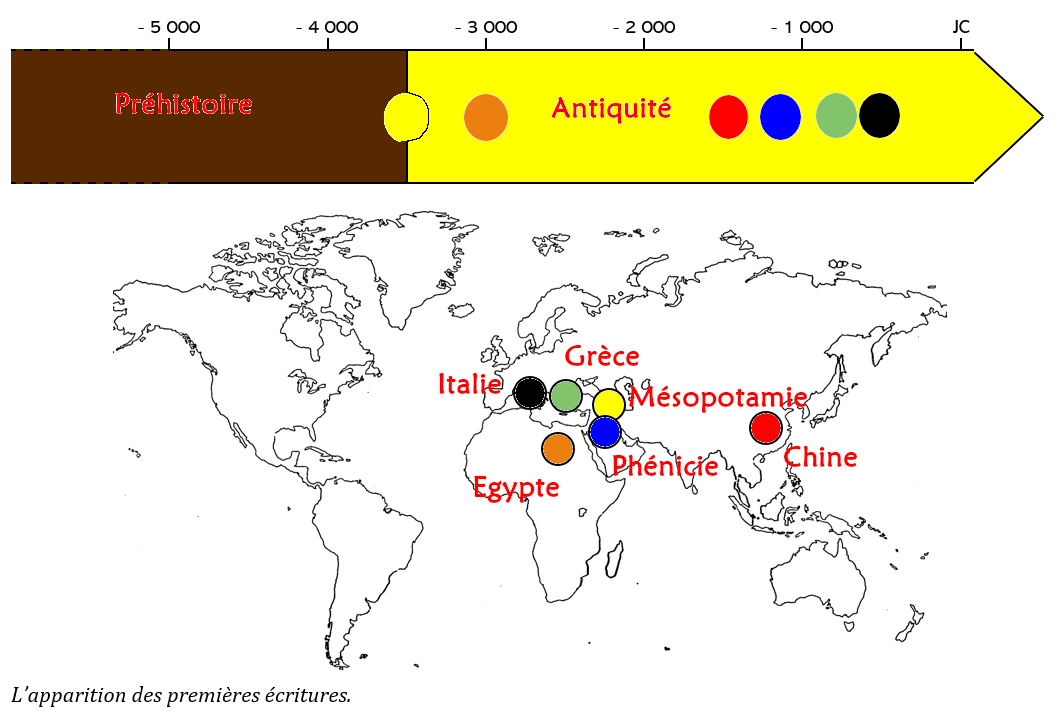 - 5 000 - 4 000 - 3 000 - 2 000 - 1 000 JC
Préhistoire Antiquité
Grèce
Italie Mésopotamie
Chine
Phénicie
Egypte
L'apparition des premières écritures.